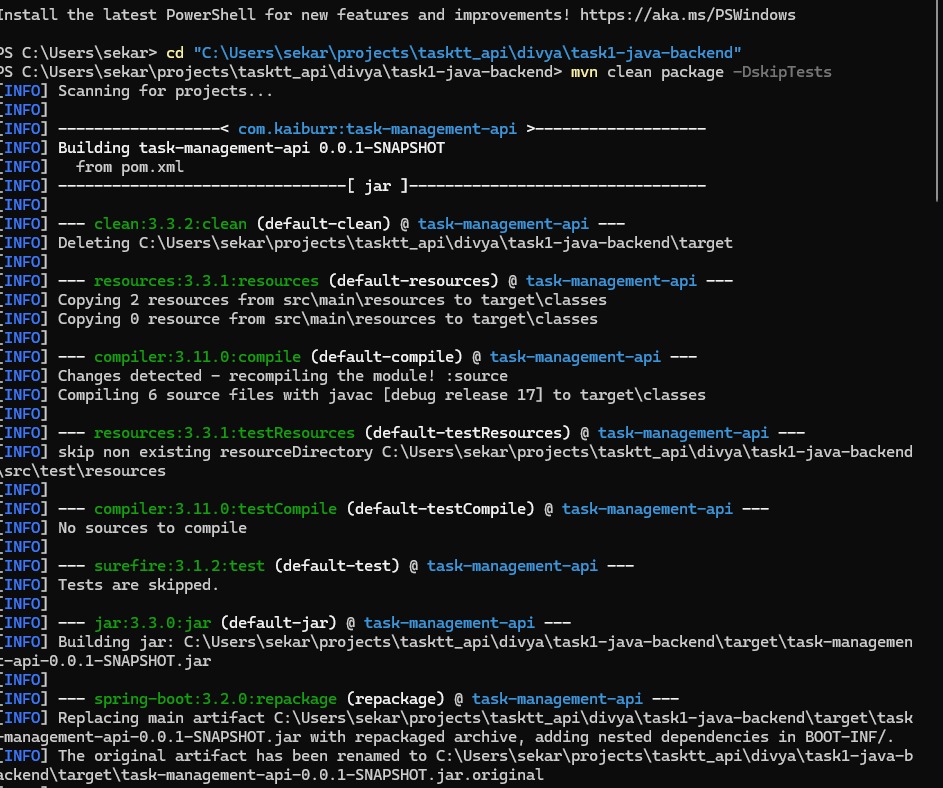 Install the latest PowerShell for new features and improvements! https://aka.ms/PSWindows
PS C:\Users\sekar> cd "C:\Users\sekar\projects\tasktt_api\divya\task1-java-backend"
PS C:\Users\sekar\projects\tasktt_api\divya\task1-java-backend> mvn clean package -DskipTests
[INFO] Scanning for projects...
[INFO]
[INFO] ------------------< com.kaiburr:task-management-api >-------------------
[INFO] Building task-management-api 0.0.1-SNAPSHOT
[INFO]   from pom.xml
[INFO] --------------------------------[ jar ]---------------------------------
[INFO]
[INFO] --- clean:3.3.2:clean (default-clean) @ task-management-api ---
[INFO] Deleting C:\Users\sekar\projects\tasktt_api\divya\task1-java-backend\target
[INFO]
[INFO] --- resources:3.3.1:resources (default-resources) @ task-management-api ---
[INFO] Copying 2 resources from src\main\resources to target\classes
[INFO] Copying 0 resource from src\main\resources to target\classes
[INFO]
[INFO] --- compiler:3.11.0:compile (default-compile) @ task-management-api ---
[INFO] Changes detected - recompiling the module! :source
[INFO] Compiling 6 source files with javac [debug release 17] to target\classes
[INFO]
[INFO] --- resources:3.3.1:testResources (default-testResources) @ task-management-api ---
[INFO] skip non existing resourceDirectory C:\Users\sekar\projects\tasktt_api\divya\task1-java-backend
\src\test\resources
[INFO]
[INFO] --- compiler:3.11.0:testCompile (default-testCompile) @ task-management-api ---
[INFO] No sources to compile
[INFO]
[INFO] --- surefire:3.1.2:test (default-test) @ task-management-api ---
[INFO] Tests are skipped.
[INFO]
[INFO] --- jar:3.3.0:jar (default-jar) @ task-management-api ---
[INFO] Building jar: C:\Users\sekar\projects\tasktt_api\divya\task1-java-backend\target\task-managemen
t-api-0.0.1-SNAPSHOT.jar
[INFO]
[INFO] --- spring-boot:3.2.0:repackage (repackage) @ task-management-api ---
[INFO] Replacing main artifact C:\Users\sekar\projects\tasktt_api\divya\task1-java-backend\target\task
-management-api-0.0.1-SNAPSHOT.jar with repackaged archive, adding nested dependencies in BOOT-INF/.
[INFO] The original artifact has been renamed to C:\Users\sekar\projects\tasktt_api\divya\task1-java-b
ackend\target\task-management-api-0.0.1-SNAPSHOT.jar.original